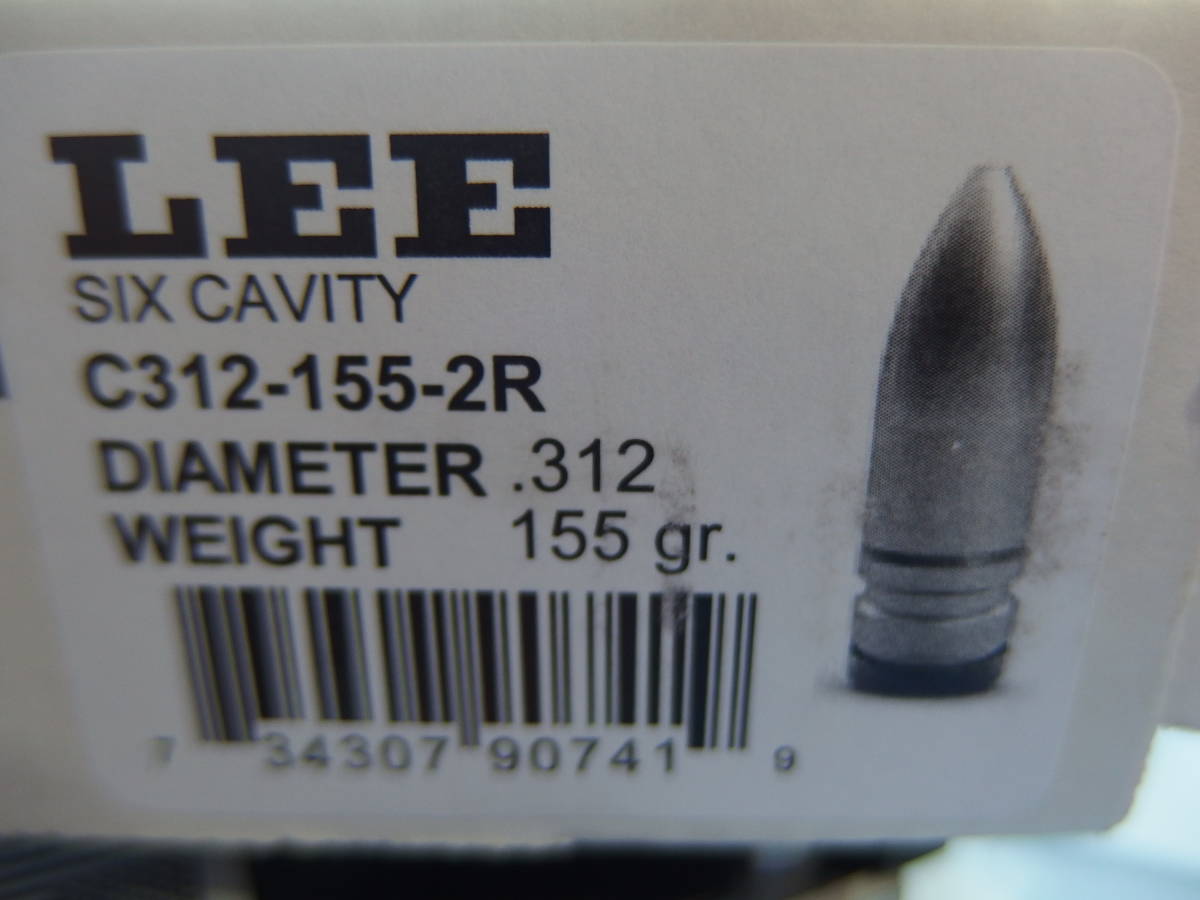 LEE
SIX CAVITY
C312-155-2R
DIAMETER .312
WEIGHT 155 gr.
7 34307 90741 9